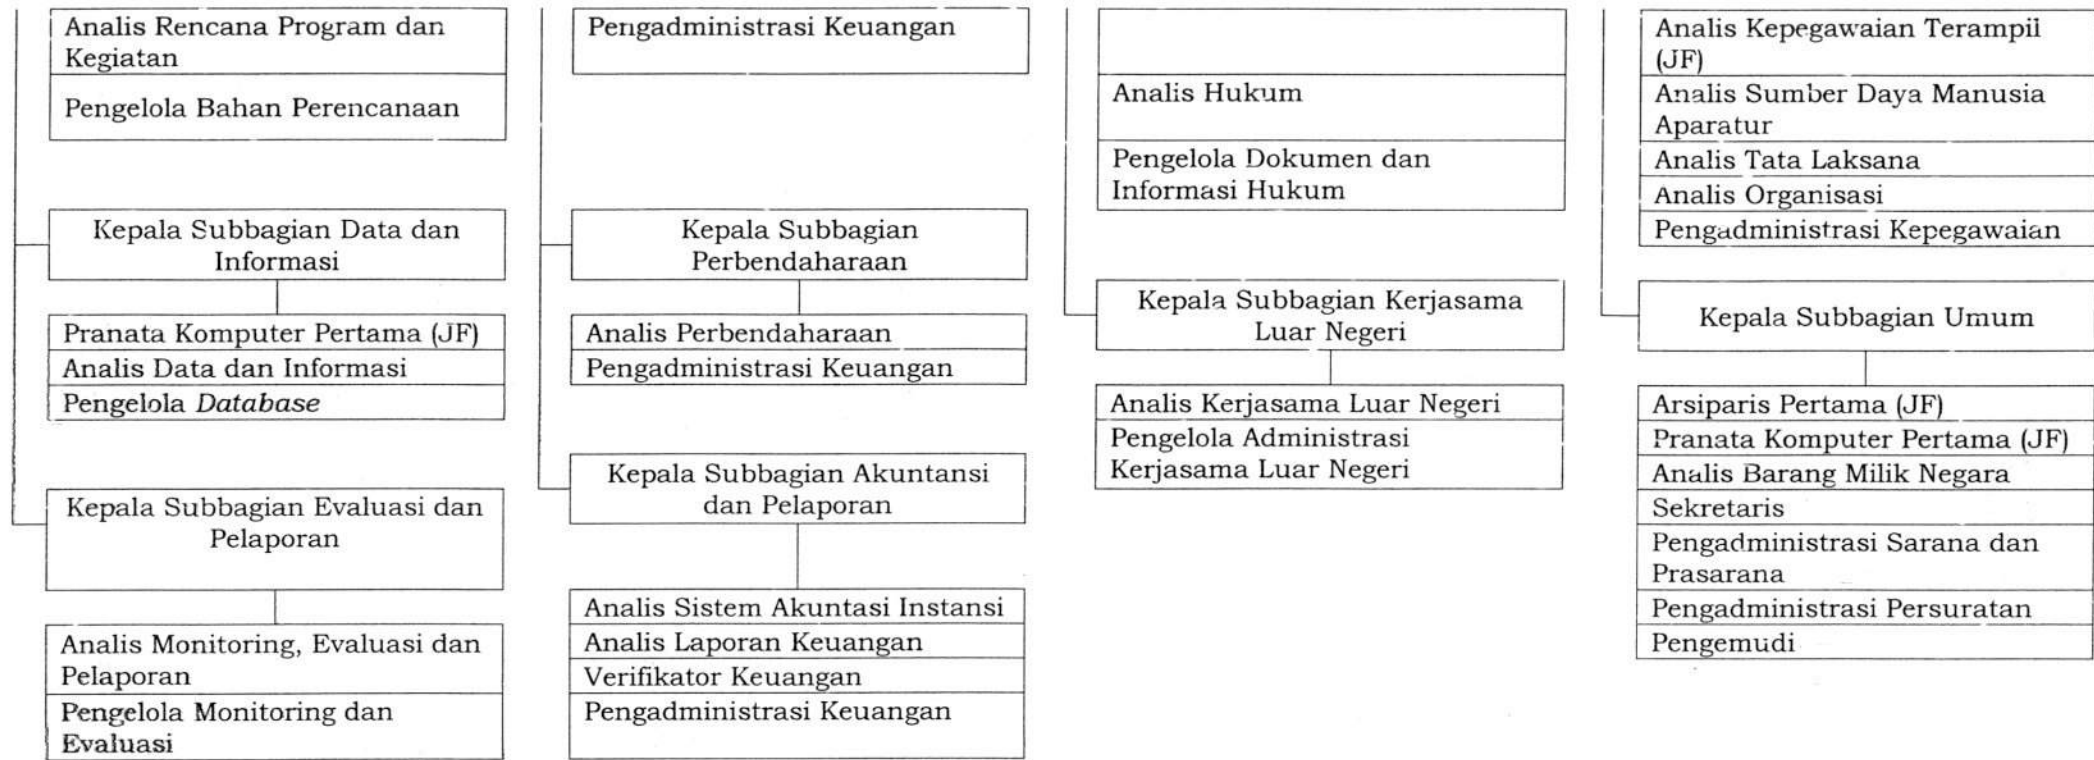 Analis Rencana Program dan
Kegiatan
Pengelola Bahan Perencanaan
Kepala Subbagian Data dan
Informasi
Pranata Komputer Pertama (JF)
Analis Data dan Informasi
Pengelola Database
Kepala Subbagian Evaluasi dan
Pelaporan
Analis Monitoring, Evaluasi dan
Pelaporan
Pengelola Monitoring dan
Evaluasi
Pengadministrasi Keuangan
Kepala Subbagian
Perbendaharaan
Analis Perbendaharaan
Pengadministrasi Keuangan
Kepala Subbagian Akuntansi
dan Pelaporan
Analis Sistem Akuntasi Instansi
Analis Laporan Keuangan
Verifikator Keuangan
Pengadministrasi Keuangan
Analis Hukum
Pengelola Dokumen dan
Informasi Hukum
Kepala Subbagian Kerjasama
Luar Negeri
Analis Kerjasama Luar Negeri
Pengelola Administrasi
Kerjasama Luar Negeri
Analis Kepegawaian Terampil
(JF)
Analis Sumber Daya Manusia
Aparatur
Analis Tata Laksana
Analis Organisasi
Pengadministrasi Kepegawaian
Kepala Subbagian Umum
Arsiparis Pertama (JF)
Pranata Komputer Pertama (JF)
Analis Barang Milik Negara
Sekretaris
Pengadministrasi Sarana dan
Prasarana
Pengadministrasi Persuratan
Pengemudi